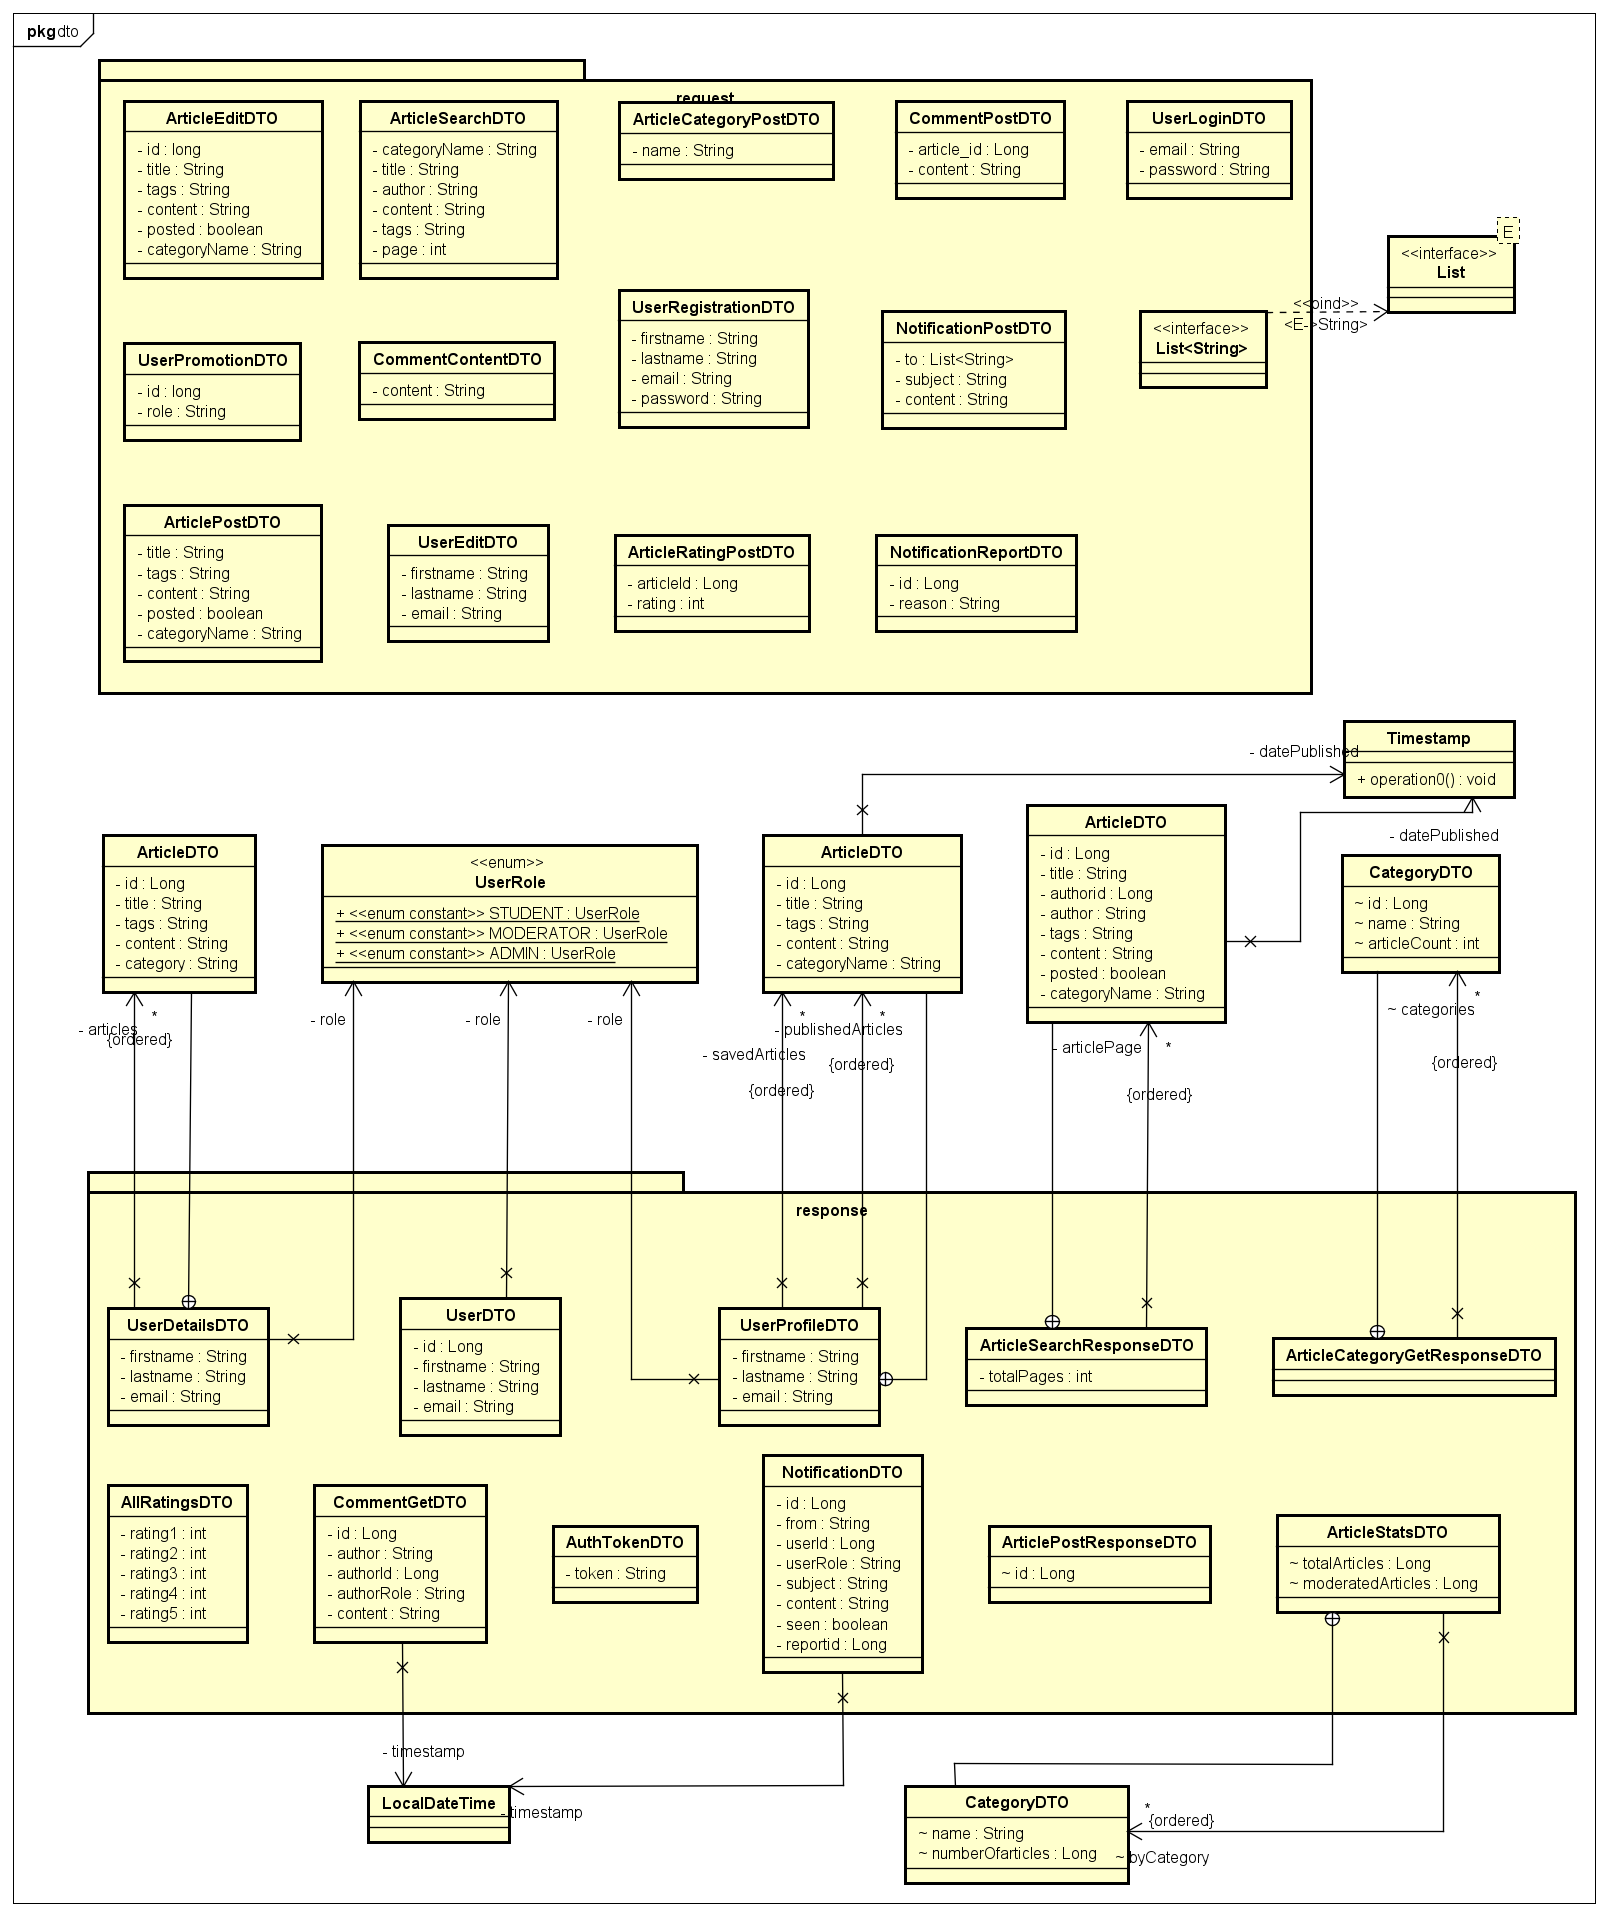 pkg dto
request
ArticleEditDTO
- id : long
- title : String
- tags : String
- content : String
- posted : boolean
- categoryName : String
ArticleSearchDTO
- categoryName : String
- title : String
- author : String
- content : String
- tags : String
- page : int
ArticleCategoryPostDTO
- name : String
CommentPostDTO
- article_id : Long
- content : String
UserLoginDTO
- email : String
- password : String
E
<<interface>>
List
<<bind>>
<E->String>
UserPromotionDTO
- id : long
- role : String
CommentContentDTO
- content : String
UserRegistrationDTO
- firstname : String
- lastname : String
- email : String
- password : String
NotificationPostDTO
- to : List<String>
- subject : String
- content : String
<<interface>>
List<String>
ArticlePostDTO
- title : String
- tags : String
- content : String
- posted : boolean
- categoryName : String
UserEditDTO
- firstname : String
- lastname : String
- email : String
ArticleRatingPostDTO
- articleId : Long
- rating : int
NotificationReportDTO
- id : Long
- reason : String
Timestamp
+ operation0() : void
- datePublished
- datePublished
ArticleDTO
- id : Long
- title : String
- tags : String
- content : String
- category : String
<<enum>>
UserRole
+ <<enum constant>> STUDENT : UserRole
+ <<enum constant>> MODERATOR : UserRole
+ <<enum constant>> ADMIN : UserRole
ArticleDTO
- id : Long
- title : String
- tags : String
- content : String
- categoryName : String
ArticleDTO
- id : Long
- title : String
- authorid : Long
- author : String
- tags : String
- content : String
- posted : boolean
- categoryName : String
CategoryDTO
~ id : Long
~ name : String
~ articleCount : int
- articles
*
{ordered}
- role
- role
- role
*
- savedArticles
{ordered}
*
- publishedArticles
{ordered}
- articlePage
*
{ordered}
*
~ categories
{ordered}
response
UserDetailsDTO
- firstname : String
- lastname : String
- email : String
UserDTO
- id : Long
- firstname : String
- lastname : String
- email : String
UserProfileDTO
- firstname : String
- lastname : String
- email : String
ArticleSearchResponseDTO
- totalPages : int
ArticleCategoryGetResponseDTO
AllRatingsDTO
- rating1 : int
- rating2 : int
- rating3 : int
- rating4 : int
- rating5 : int
CommentGetDTO
- id : Long
- author : String
- authorId : Long
- authorRole : String
- content : String
AuthTokenDTO
- token : String
NotificationDTO
- id : Long
- from : String
- userId : Long
- userRole : String
- subject : String
- content : String
- seen : boolean
- reportid : Long
ArticlePostResponseDTO
~ id : Long
ArticleStatsDTO
~ totalArticles : Long
~ moderatedArticles : Long
- timestamp
LocalDateTime
- timestamp
CategoryDTO
~ name : String
~ numberOfarticles : Long
*
{ordered}
~ byCategory